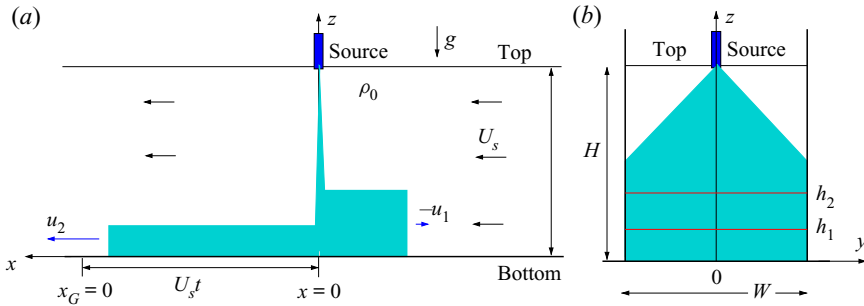 (a)
z
Source
g
Top
ρ0
Us
u2
–u1
x
Ust
Bottom
xG = 0
x = 0
H
(b)
z
Top
Source
H
h2
h1
y
0
W